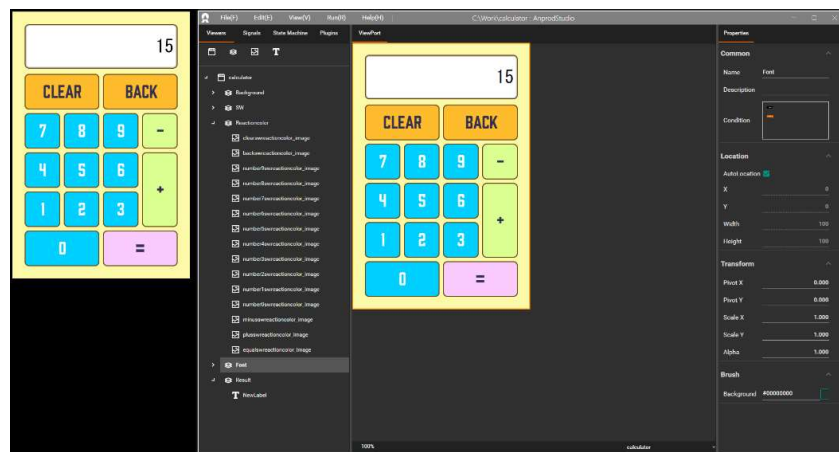 15
CLEAR BACK
7 8 9 -
4 5 6 +
1 2 3
0 =
File(F) Edit(E) View(V) Run(R) Help(H) C:\Work\calculator : AnprodStudio
Viewers Signals State Machine Plugins
T
calculator
Background
SW
Reactioncolor
clearswreactioncolor_image
backswreactioncolor_image
number9swreactioncolor_image
number8swreactioncolor_image
number7swreactioncolor_image
number6swreactioncolor_image
number5swreactioncolor_image
number4swreactioncolor_image
number3swreactioncolor_image
number2swreactioncolor_image
number1swreactioncolor_image
number0swreactioncolor_image
minusswreactioncolor_image
plusswreactioncolor_image
equalswreactioncolor_image
Font
Result
T NewLabel
ViewPort
15
CLEAR BACK
7 8 9 -
4 5 6 +
1 2 3
0 =
100% calculator
Properties
Common
Name Font
Description
Condition
Location
AutoLocation
X 0
Y 0
Width 100
Height 100
Transform
Pivot X 0.000
Pivot Y 0.000
Scale X 1.000
Scale Y 1.000
Alpha 1.000
Brush
Background #00000000